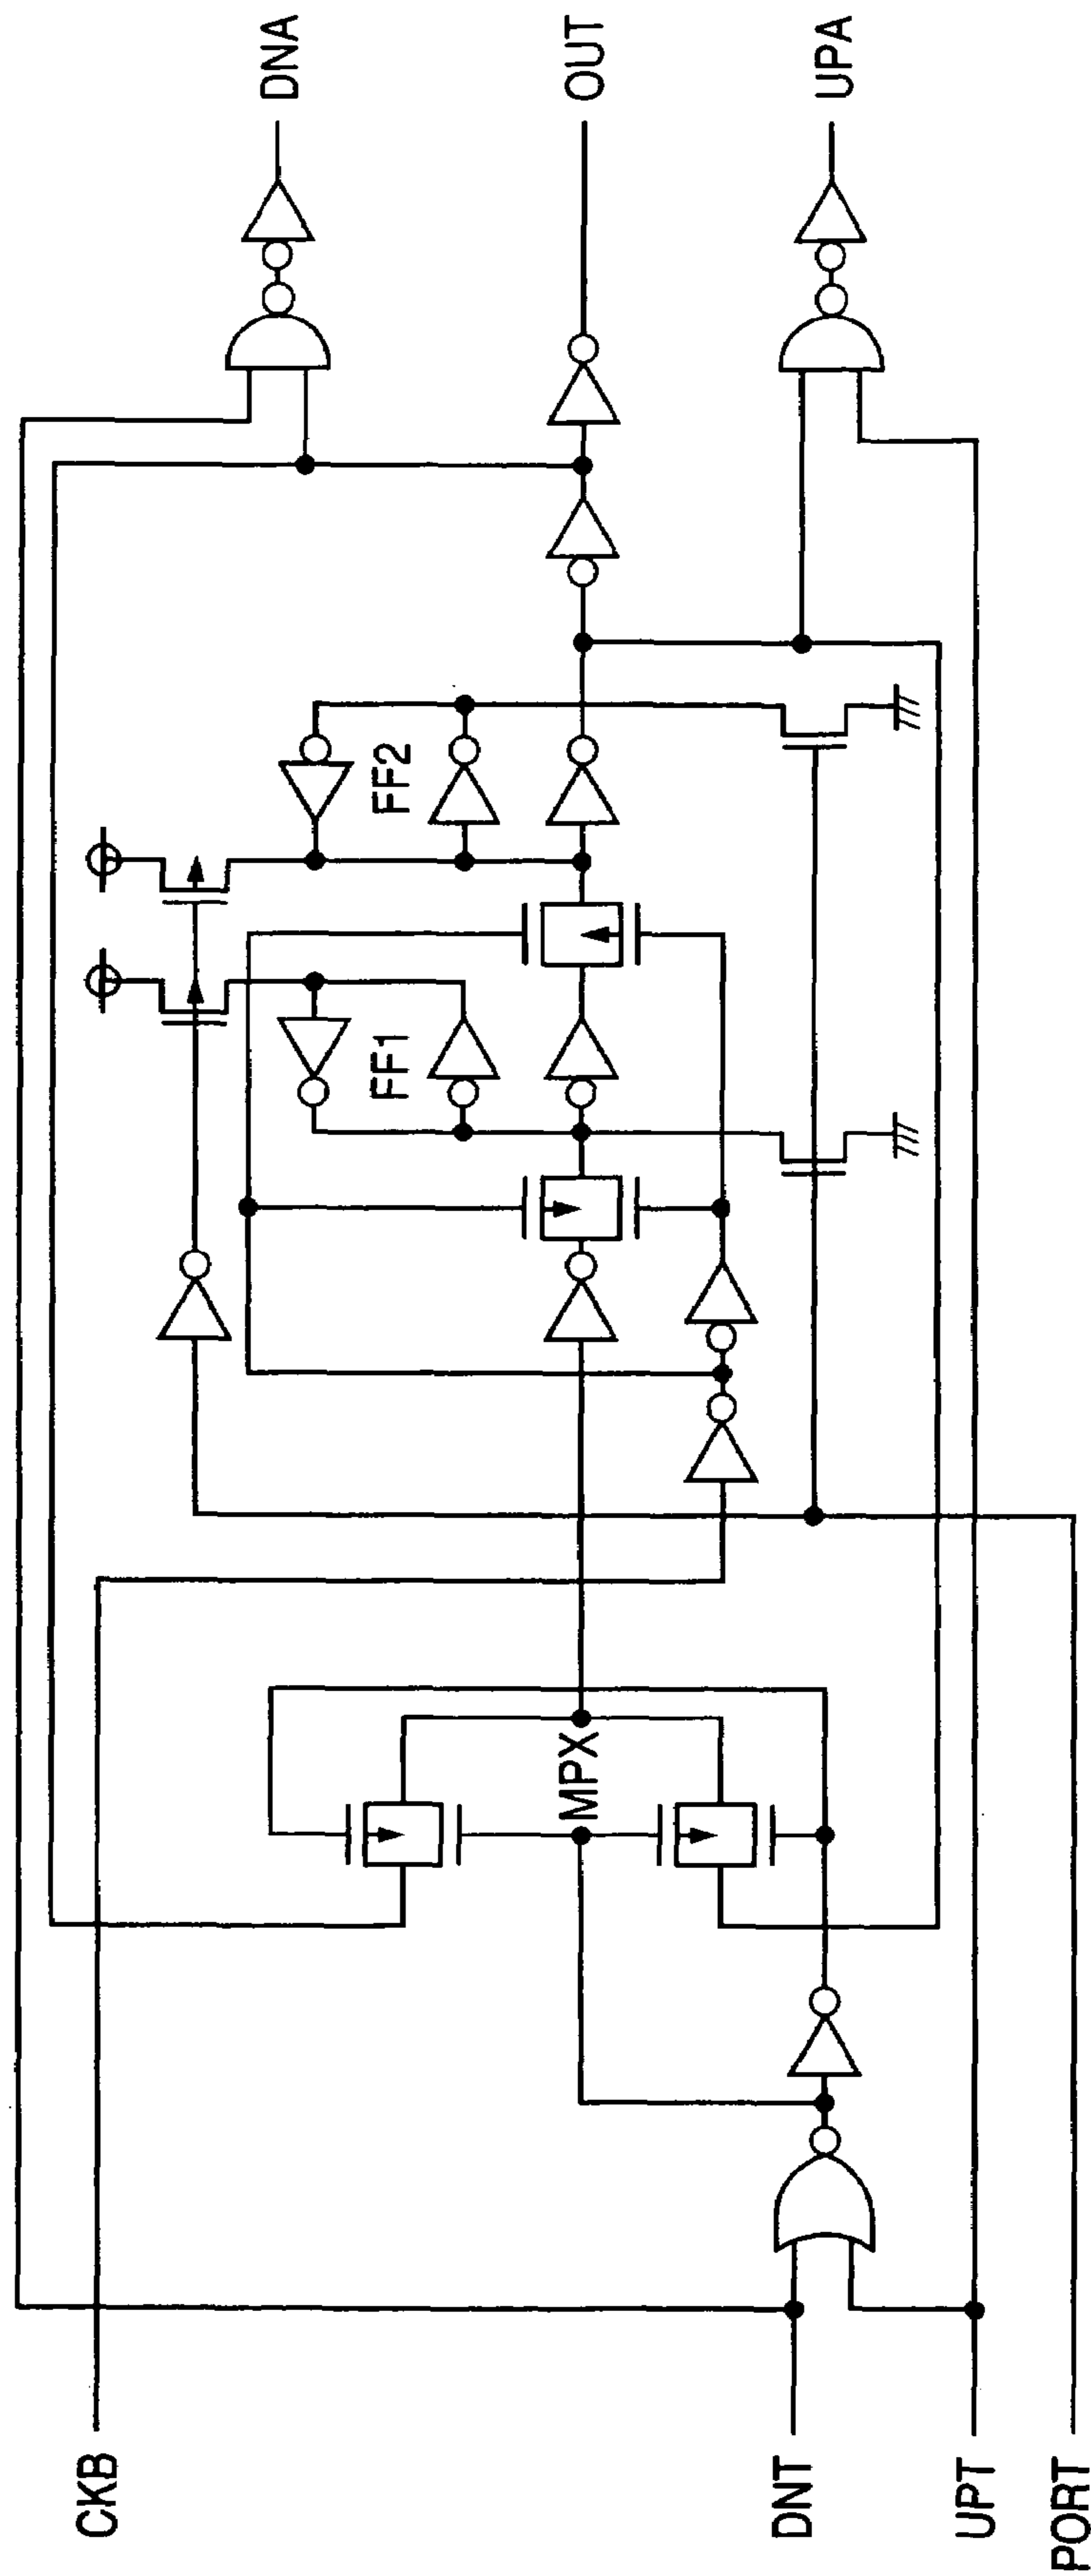 DNA
OUT
UPA
FF2
FF1
MPX
CKB
DNT
UPT
PORT